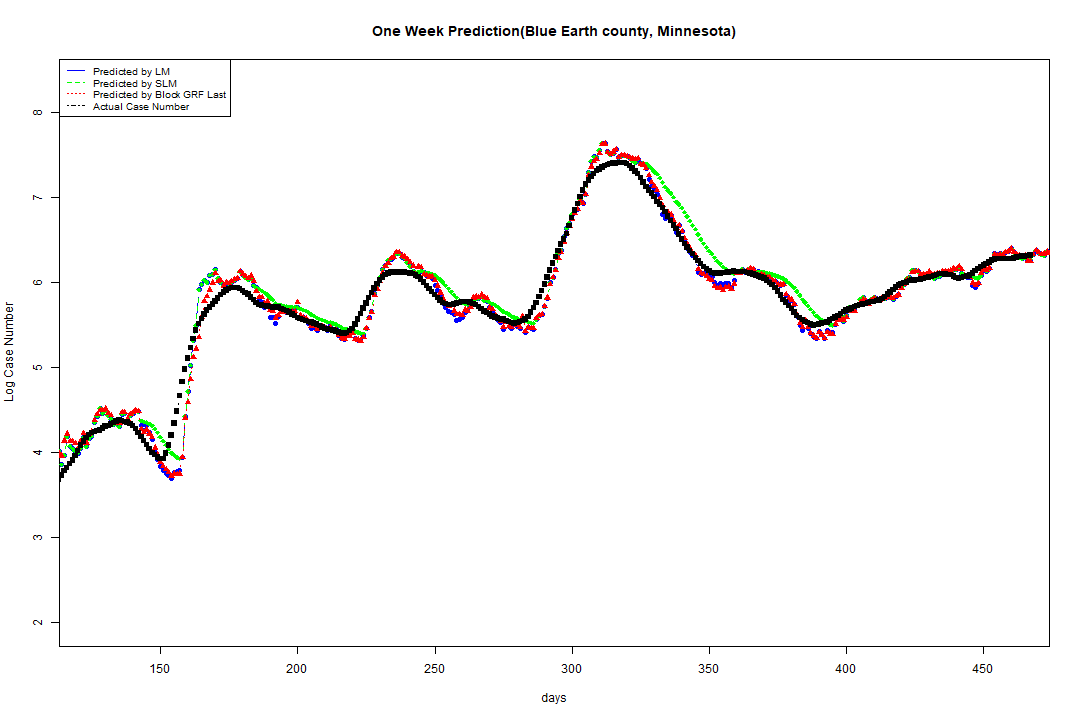 One Week Prediction(Blue Earth county, Minnesota)
Predicted by LM
Predicted by SLM
Predicted by Block GRF Last
Actual Case Number
8
7
6
5
4
3
2
Log Case Number
150 200 250 300 350 400 450
days